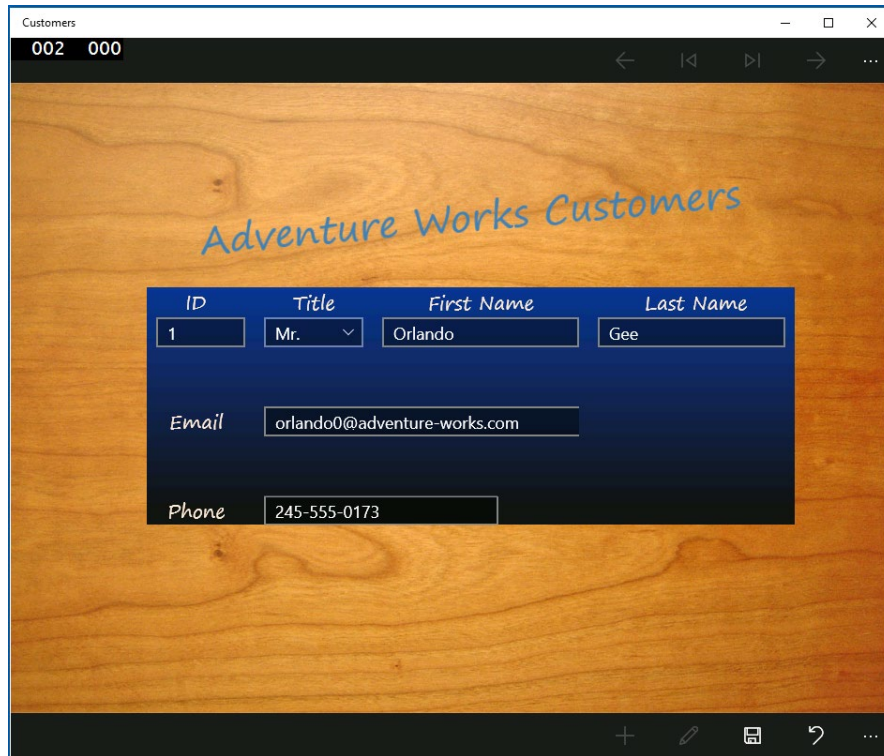 Customers
002 000
Adventure Works Customers
ID Title First Name Last Name
1 Mr. Orlando Gee
Email orlando0@adventure-works.com
Phone 245-555-0173